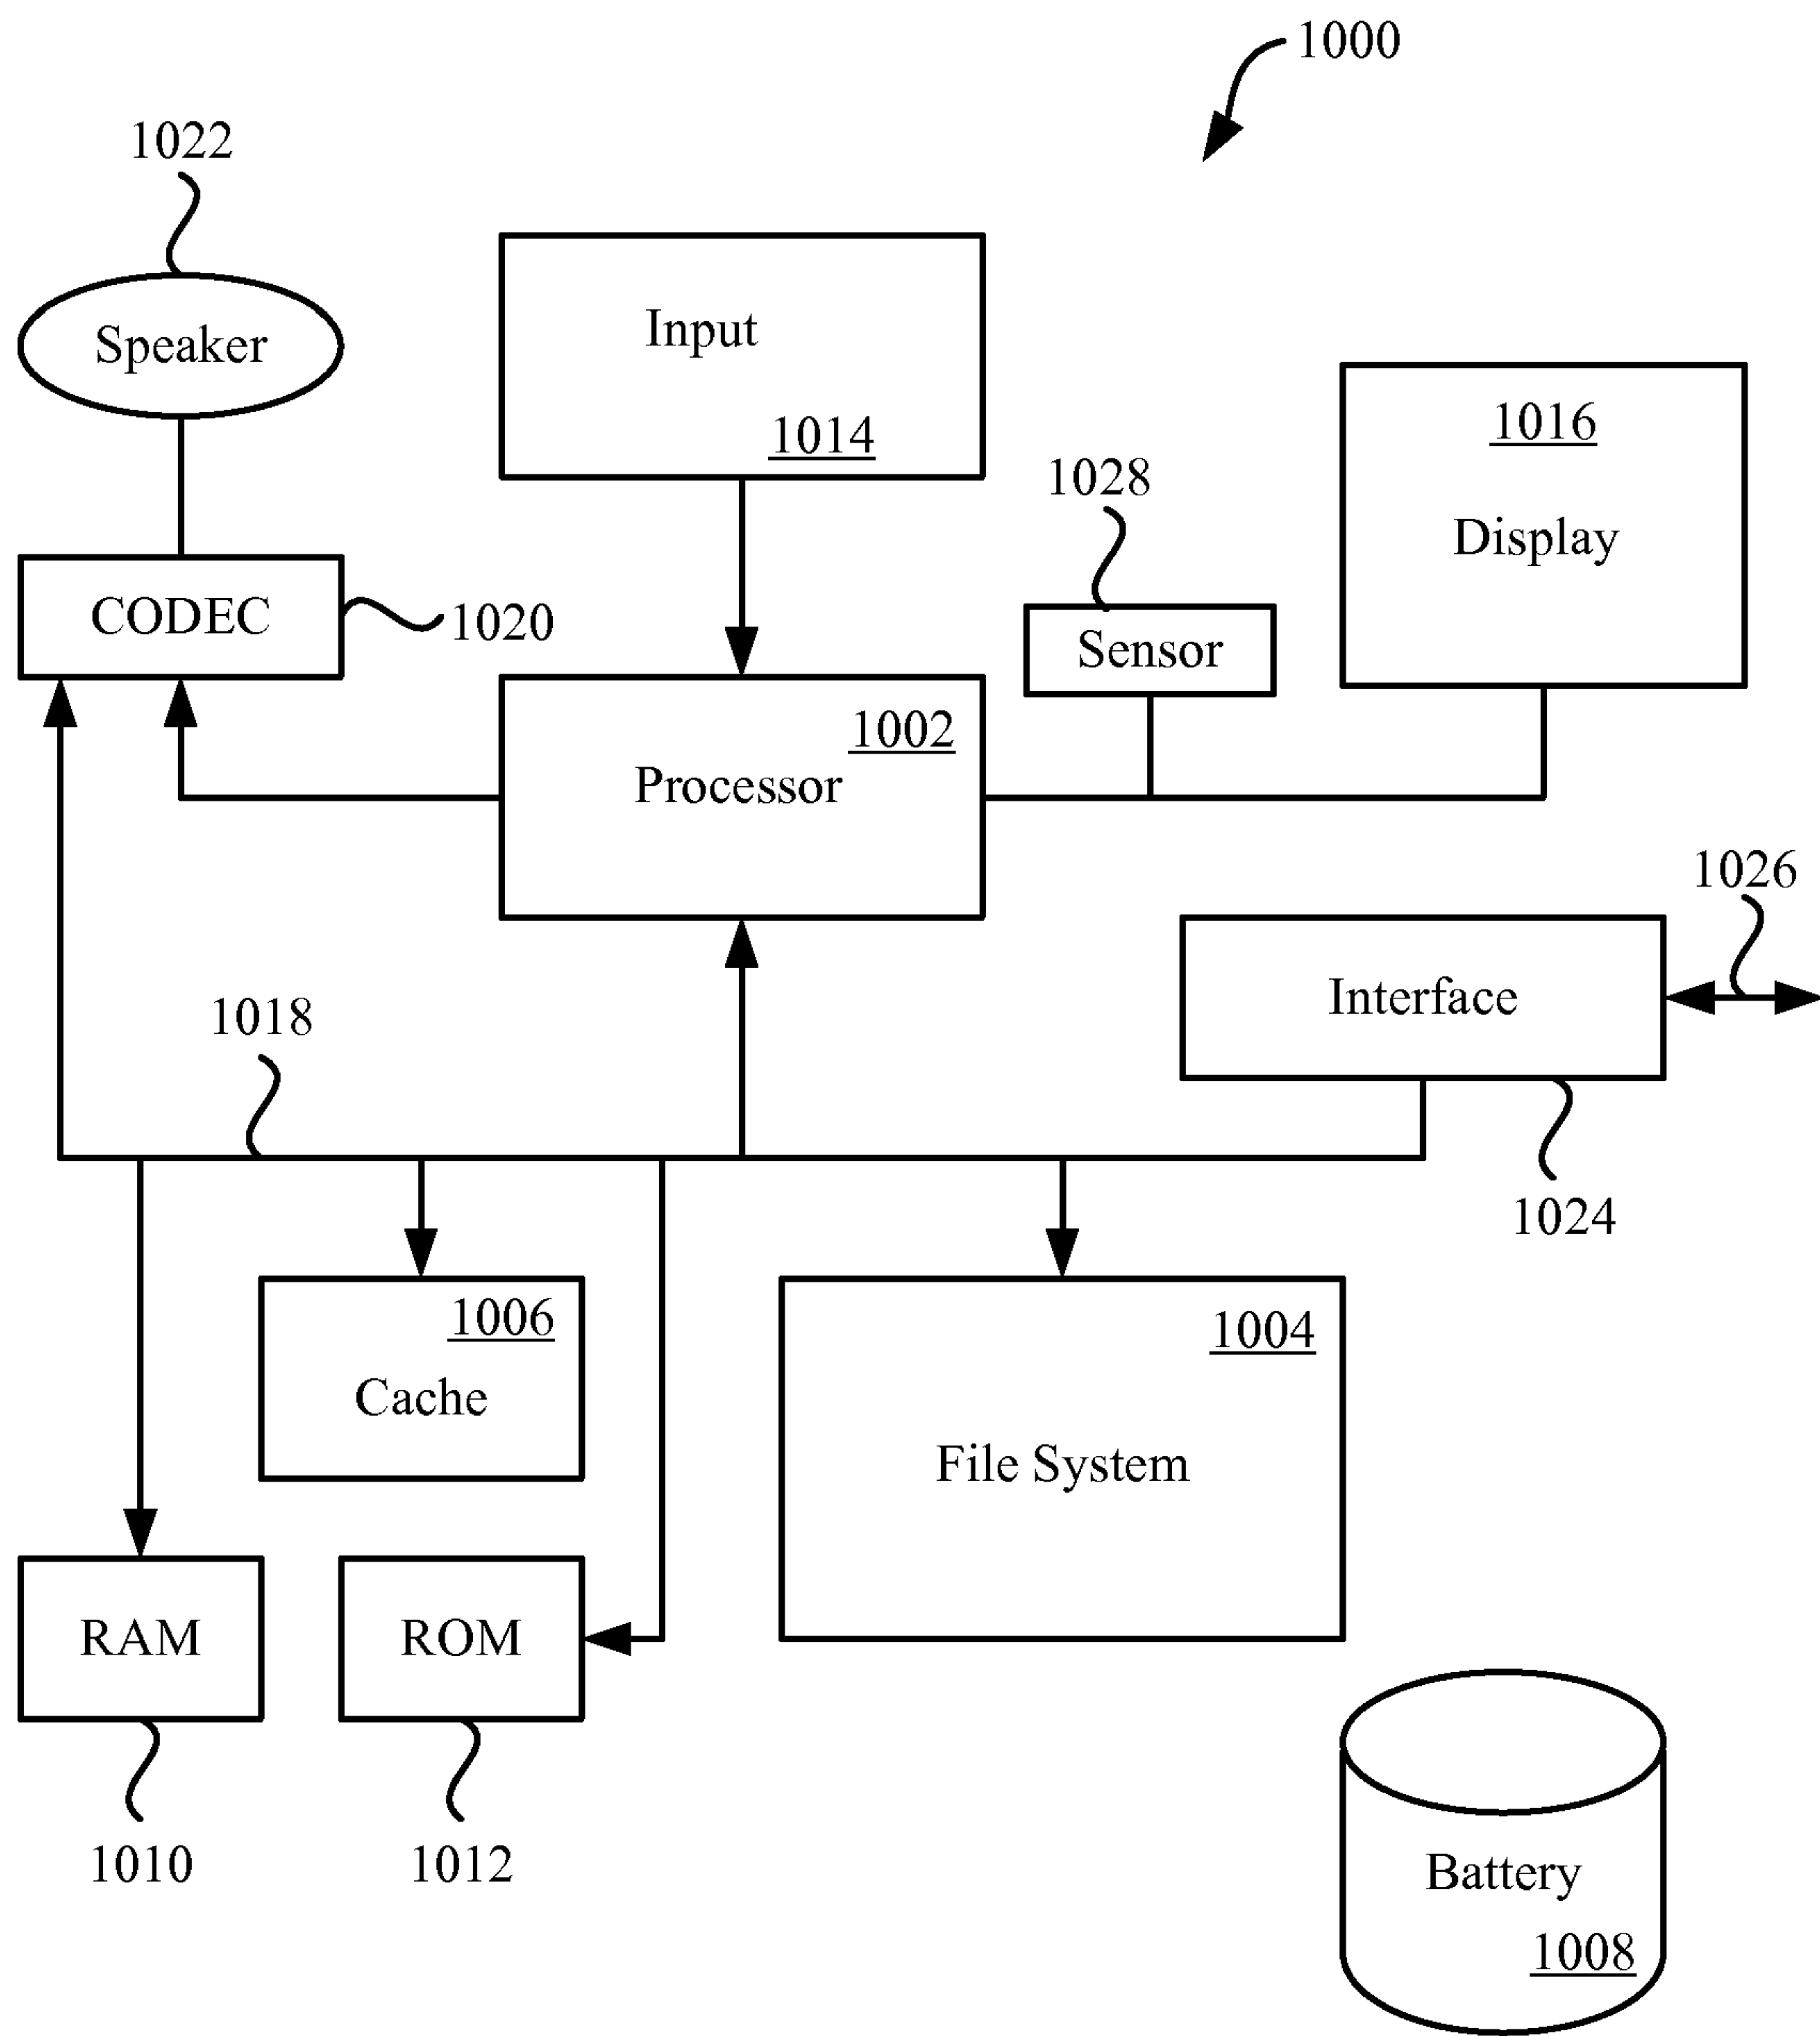 1000
1022
Speaker
Input
1014
1016
Display
1028
Sensor
CODEC
1020
1002
Processor
1026
Interface
1018
1024
1006
Cache
1004
File System
RAM
ROM
1010
1012
Battery
1008